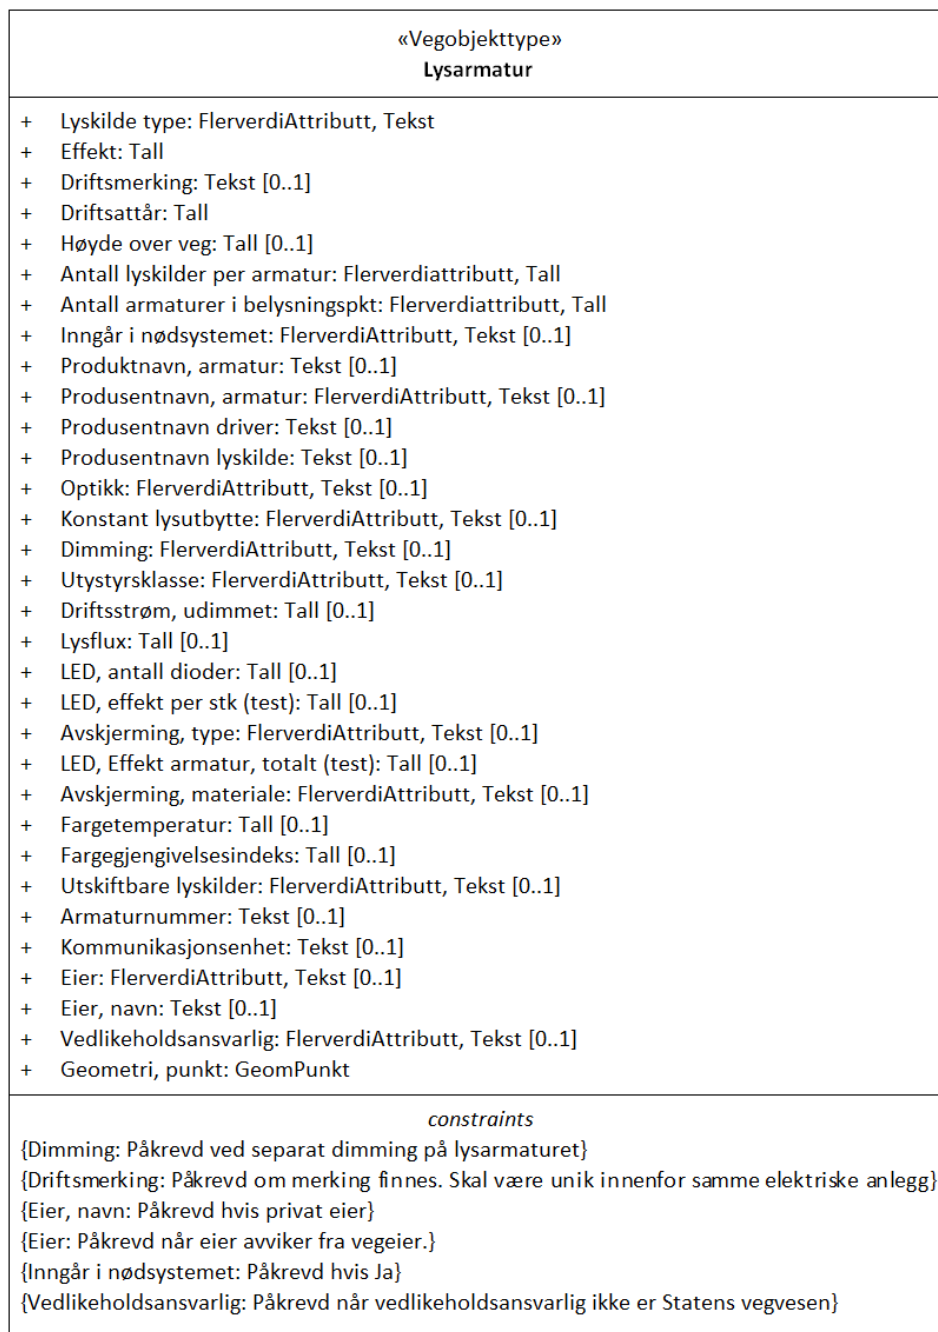 «Vegobjekttype»
Lysarmatur
+ Lyskilde type: FlerverdiAttributt, Tekst
+ Effekt: Tall
+ Driftsmerking: Tekst [0..1]
+ Driftsattår: Tall
+ Høyde over veg: Tall [0..1]
+ Antall lyskilder per armatur: Flerverdiattributt, Tall
+ Antall armaturer i belysningspkt: Flerverdiattributt, Tall
+ Inngår i nødsystemet: FlerverdiAttributt, Tekst [0..1]
+ Produktnavn, armatur: Tekst [0..1]
+ Produsentnavn, armatur: FlerverdiAttributt, Tekst [0..1]
+ Produsentnavn driver: Tekst [0..1]
+ Produsentnavn lyskilde: Tekst [0..1]
+ Optikk: FlerverdiAttributt, Tekst [0..1]
+ Konstant lysutbytte: FlerverdiAttributt, Tekst [0..1]
+ Dimming: FlerverdiAttributt, Tekst [0..1]
+ Utystyrsklasse: FlerverdiAttributt, Tekst [0..1]
+ Driftsstrøm, udimmet: Tall [0..1]
+ Lysflux: Tall [0..1]
+ LED, antall dioder: Tall [0..1]
+ LED, effekt per stk (test): Tall [0..1]
+ Avskjerming, type: FlerverdiAttributt, Tekst [0..1]
+ LED, Effekt armatur, totalt (test): Tall [0..1]
+ Avskjerming, materiale: FlerverdiAttributt, Tekst [0..1]
+ Fargetemperatur: Tall [0..1]
+ Fargegjengivelsesindeks: Tall [0..1]
+ Utskiftbare lyskilder: FlerverdiAttributt, Tekst [0..1]
+ Armaturnummer: Tekst [0..1]
+ Kommunikasjonsenhet: Tekst [0..1]
+ Eier: FlerverdiAttributt, Tekst [0..1]
+ Eier, navn: Tekst [0..1]
+ Vedlikeholdsansvarlig: FlerverdiAttributt, Tekst [0..1]
+ Geometri, punkt: GeomPunkt
constraints
{Dimming: Påkrevd ved separat dimming på lysarmaturet}
{Driftsmerking: Påkrevd om merking finnes. Skal være unik innenfor samme elektriske anlegg}
{Eier, navn: Påkrevd hvis privat eier}
{Eier: Påkrevd når eier avviker fra vegeier.}
{Inngår i nødsystemet: Påkrevd hvis Ja}
{Vedlikeholdsansvarlig: Påkrevd når vedlikeholdsansvarlig ikke er Statens vegvesen}